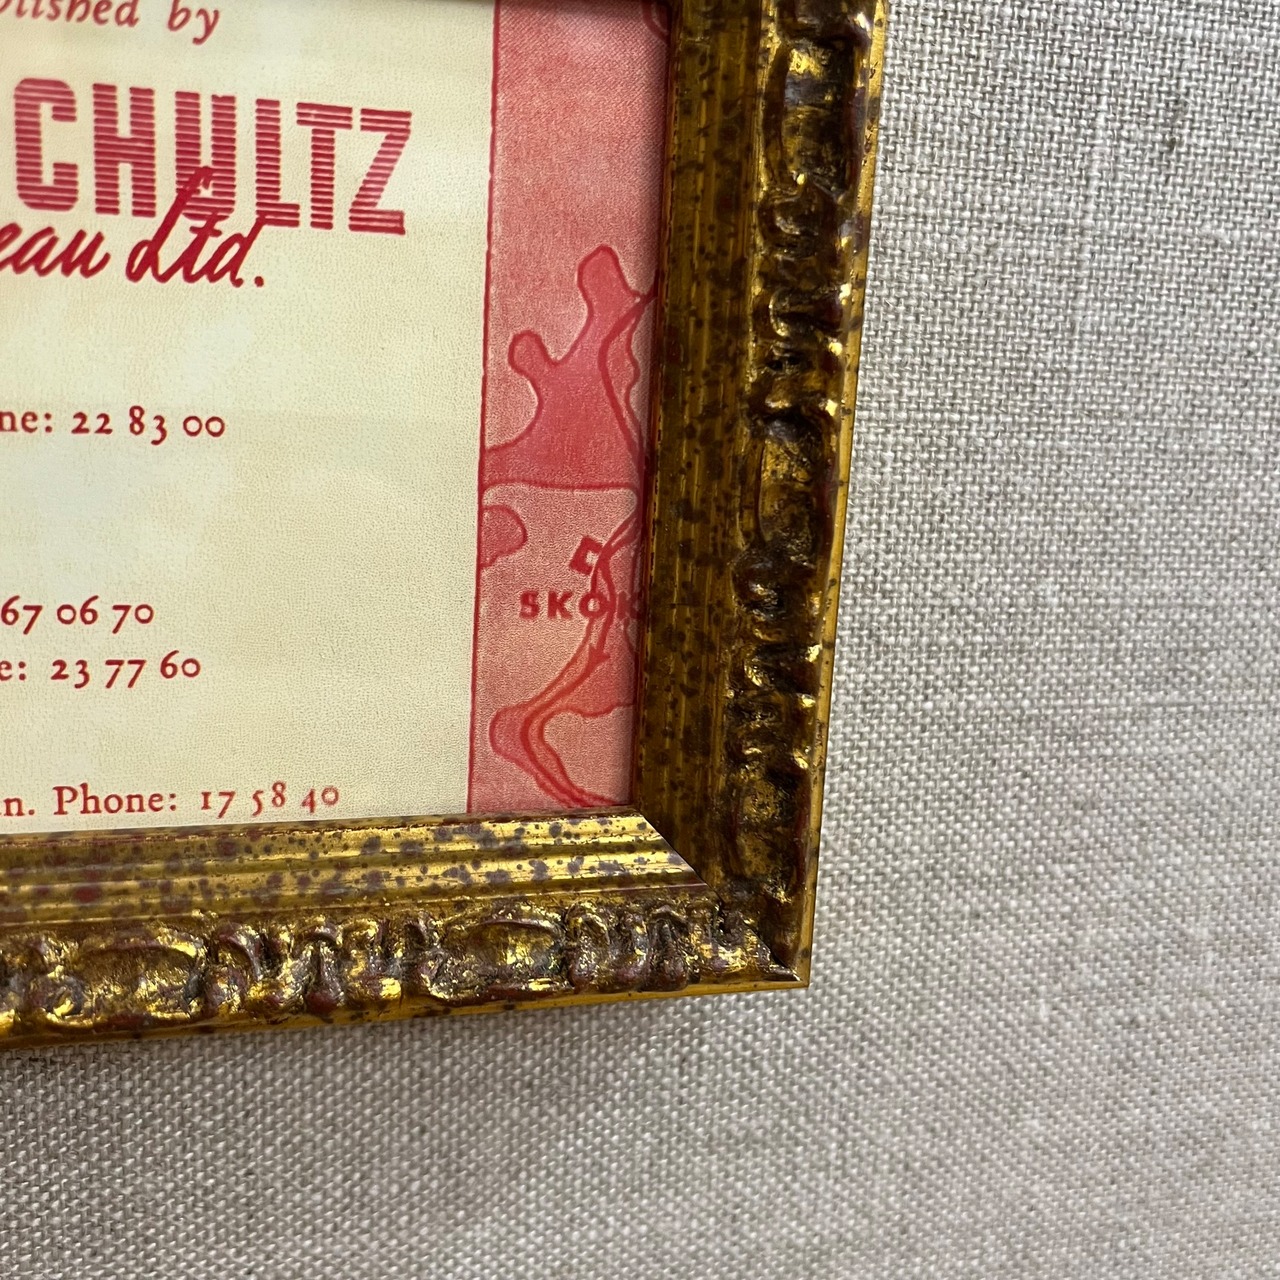 blished by
CHULTZ
eau Ltd.
ne: 22 83 00
SKO
67 06 70
e: 23 77 60
n. Phone: 17 58 40